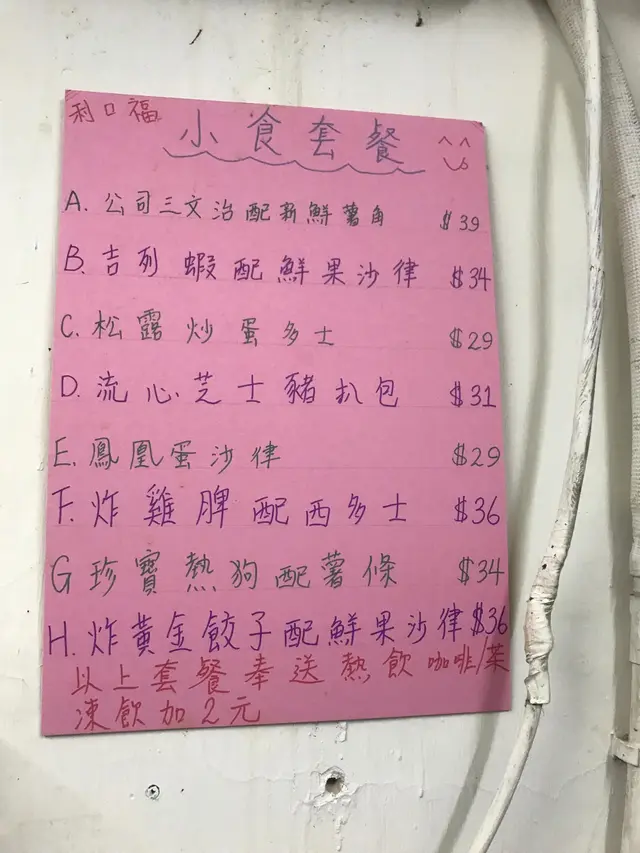 利口福
小食套餐
A. 公司三文治配新鮮薯角 $39
B. 吉列蝦配鮮果沙律 $34
C. 松露炒蛋多士 $29
D. 流心芝士豬扒包 $31
E. 鳳凰蛋沙律 $29
F. 炸雞脾配西多士 $36
G 珍寶熱狗配薯條 $34
H. 炸黃金餃子配鮮果沙律 $36
以上套餐奉送熱飲咖啡/茶
凍飲加2元